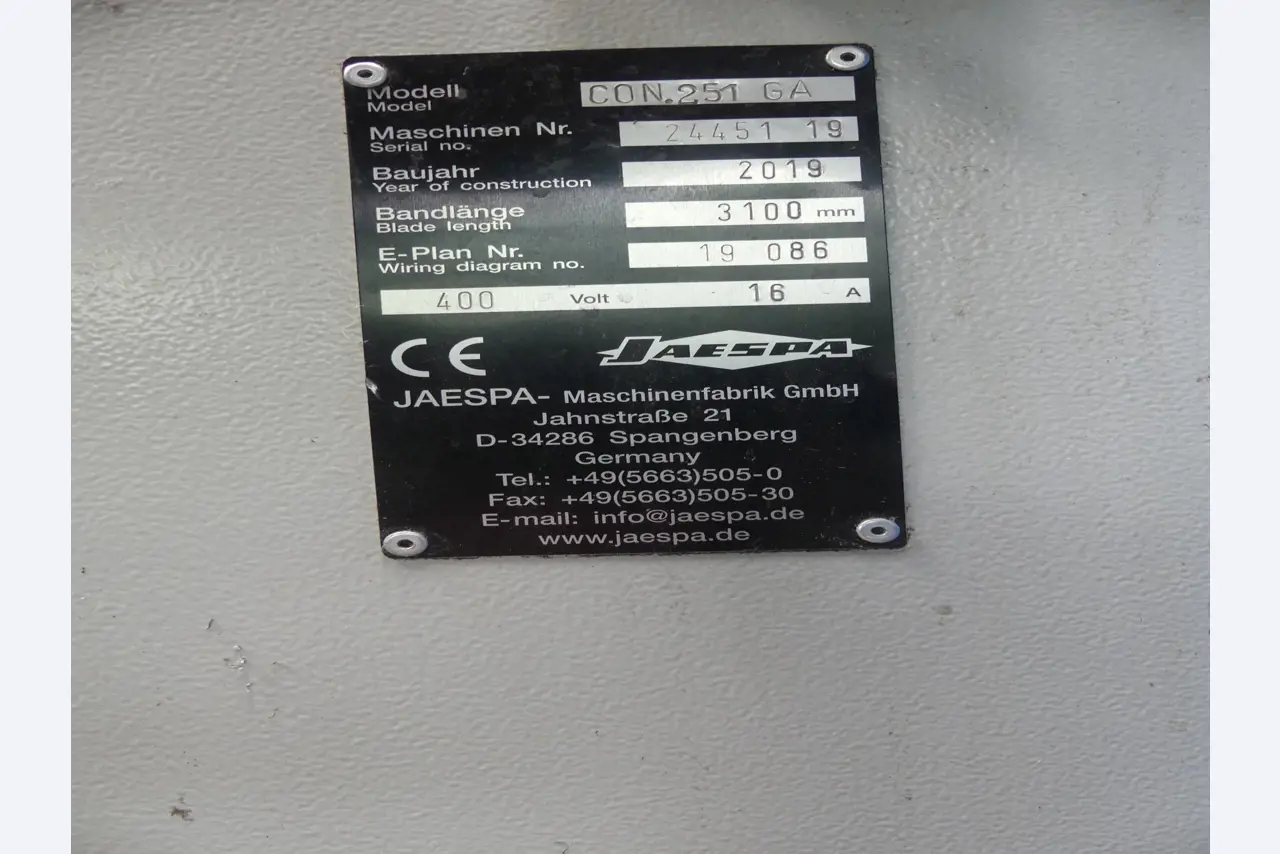 Modell CON.251 GA
Model
Maschinen Nr. 24451 19
Serial no.
Baujahr 2019
Year of construction
Bandlänge 3100 mm
Blade length
E-Plan Nr. 19 086
Wiring diagram no.
400 Volt 16 A
CE JAESPA
JAESPA- Maschinenfabrik GmbH
Jahnstraße 21
D-34286 Spangenberg
Germany
Tel.: +49(5663)505-0
Fax: +49(5663)505-30
E-mail: info@jaespa.de
www.jaespa.de